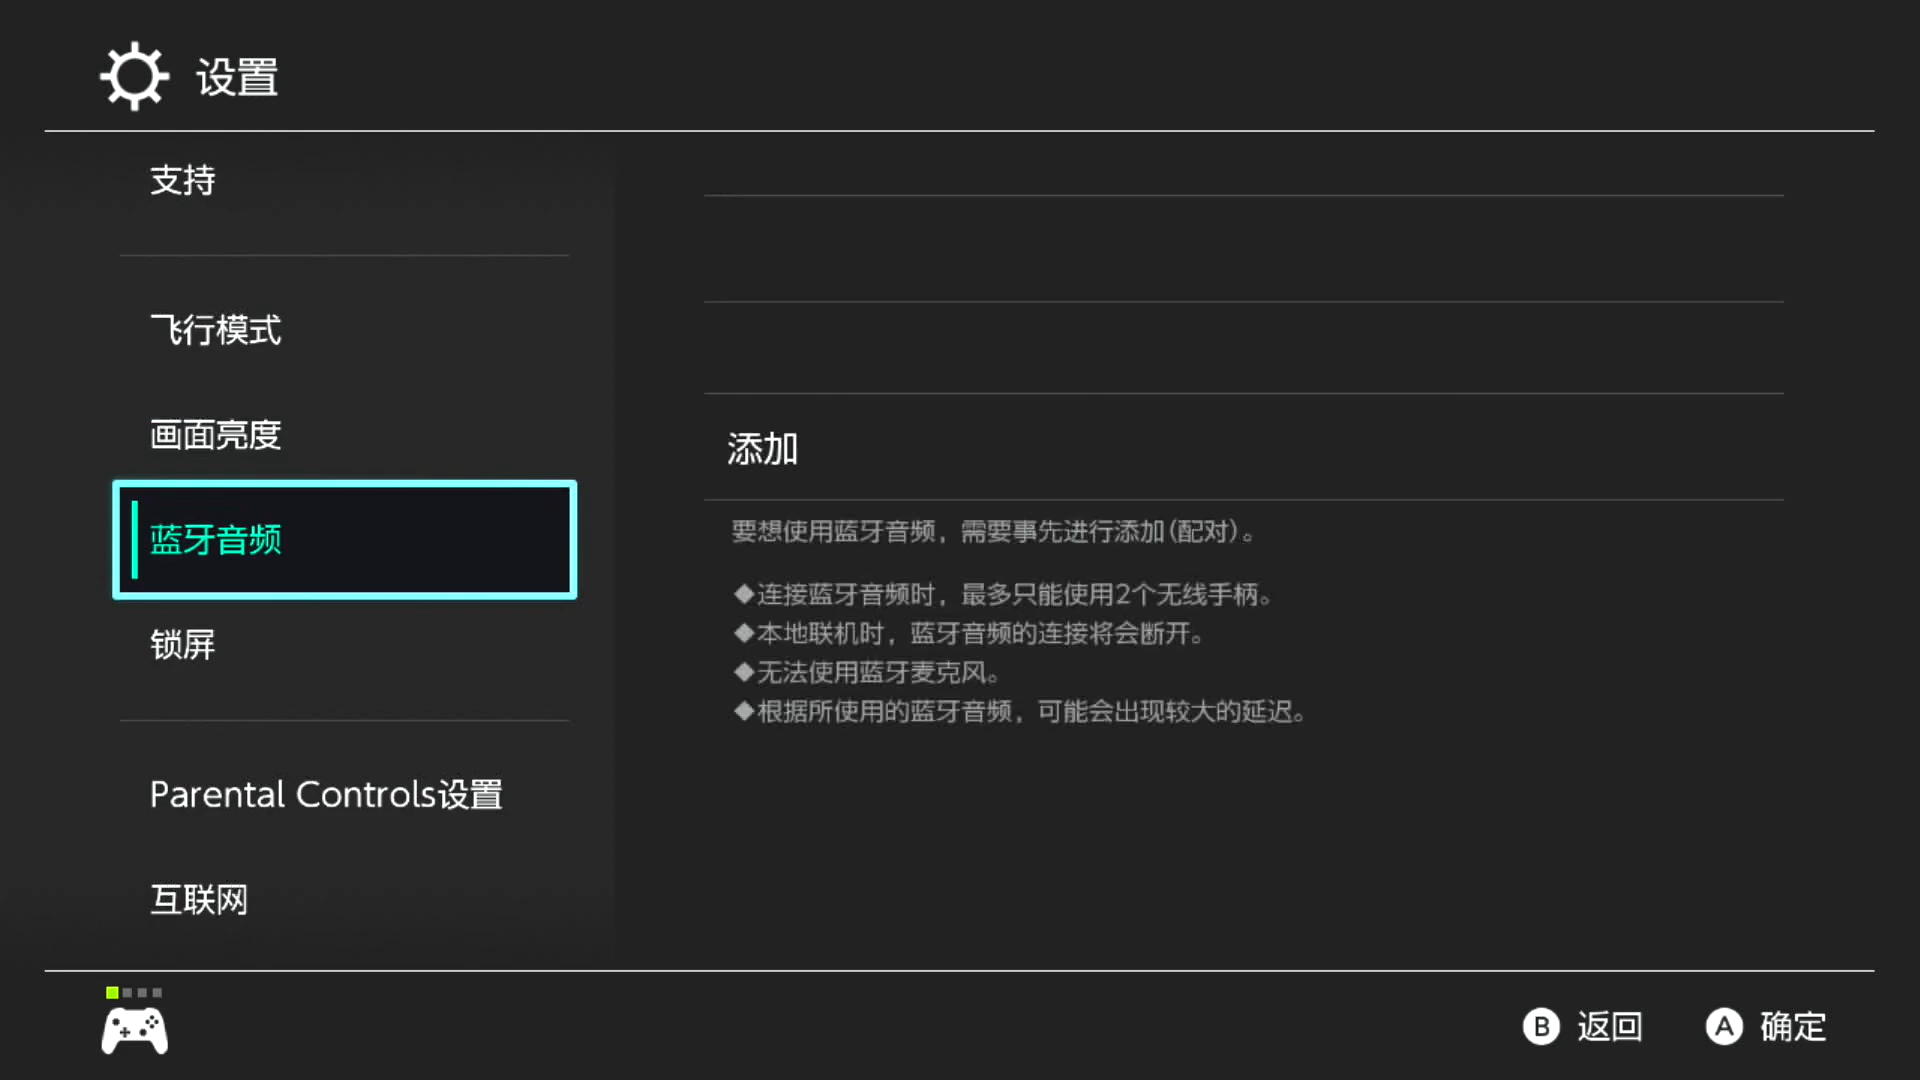 设置
支持
飞行模式
画面亮度
蓝牙音频
锁屏
Parental Controls设置
互联网
添加
要想使用蓝牙音频，需要事先进行添加(配对)。
◆连接蓝牙音频时，最多只能使用2个无线手柄。
◆本地联机时，蓝牙音频的连接将会断开。
◆无法使用蓝牙麦克风。
◆根据所使用的蓝牙音频，可能会出现较大的延迟。
B 返回
A 确定